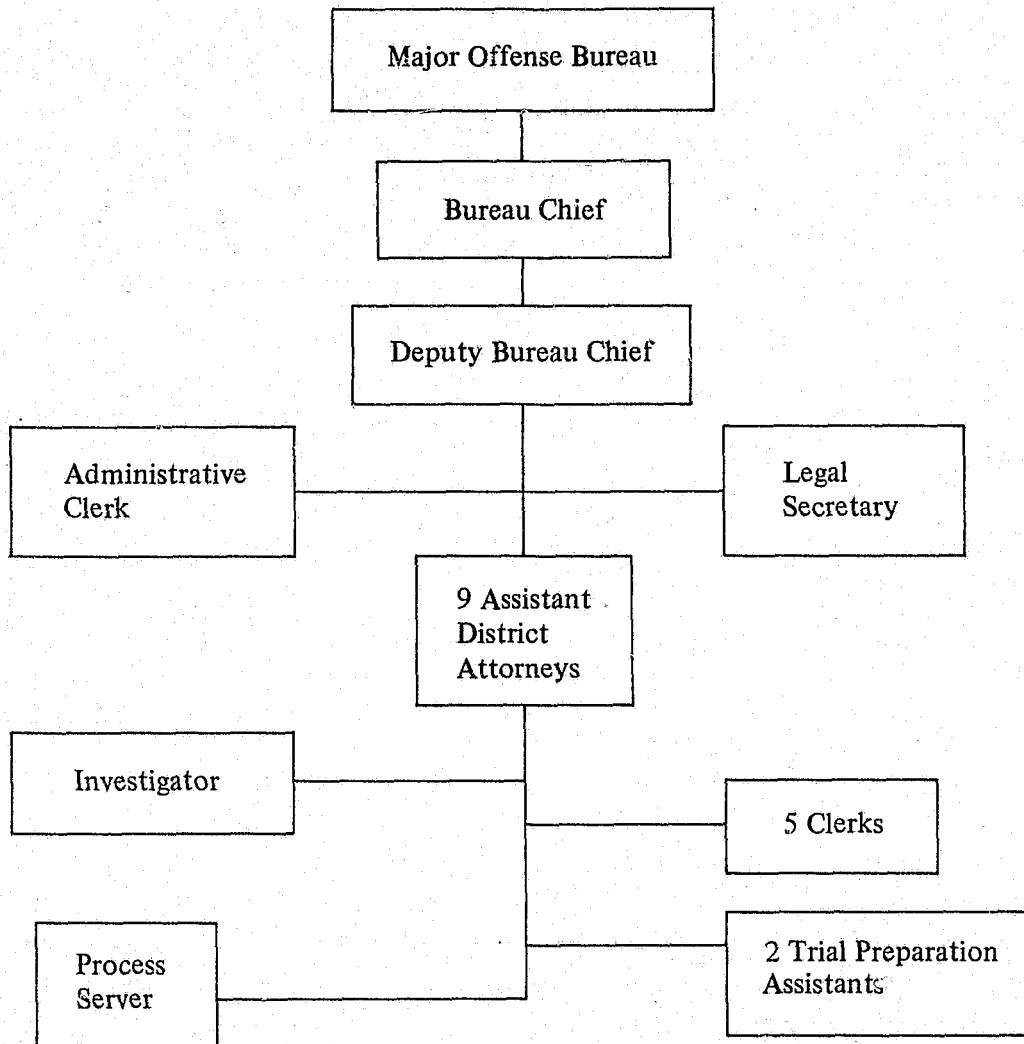 Major Offense Bureau
Bureau Chief
Deputy Bureau Chief
Administrative
Clerk
Legal
Secretary
9 Assistant
District
Attorneys
Investigator
5 Clerks
Process
Server
2 Trial Preparation
Assistants